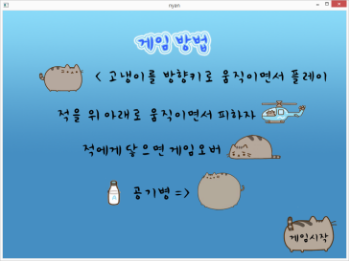 nyan
게임 방법
< 고냥이를 방향키로 움직이면서 플레이
적을 위 아래로 움직이면서 피하자
적에게 닿으면 게임오버
공기병 =>
게임시작